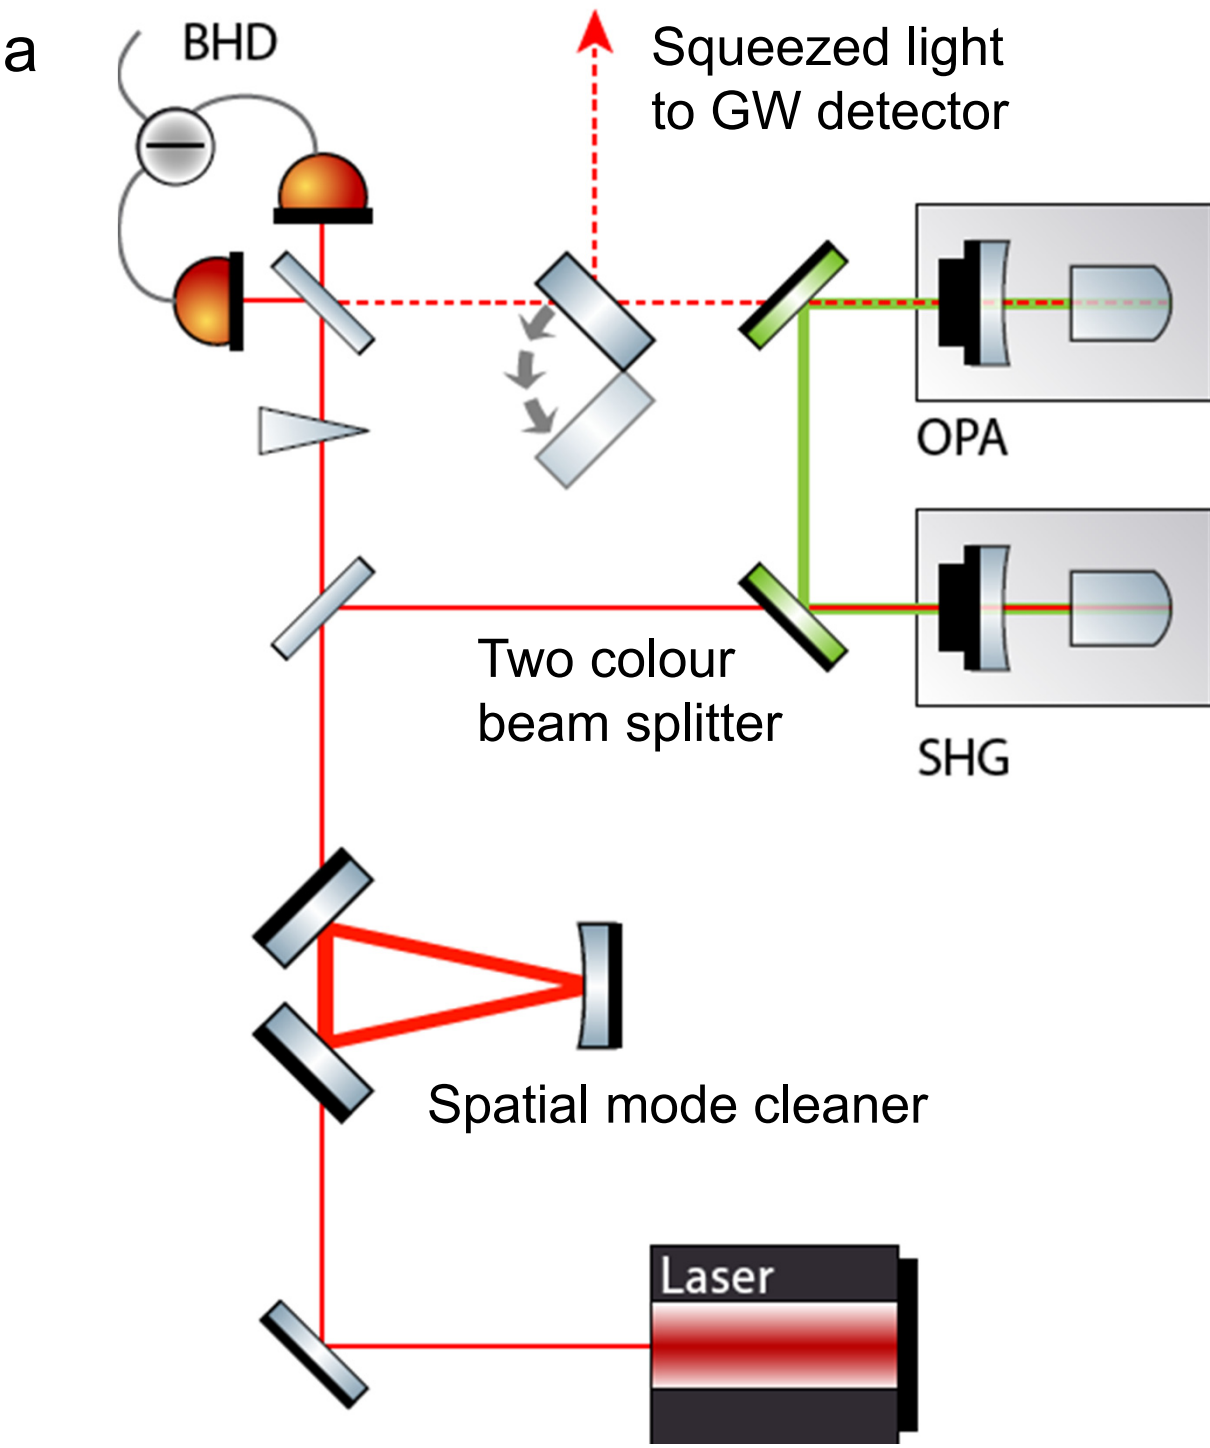 a
BHD
Squeezed light
to GW detector
OPA
Two colour
beam splitter
SHG
Spatial mode cleaner
Laser